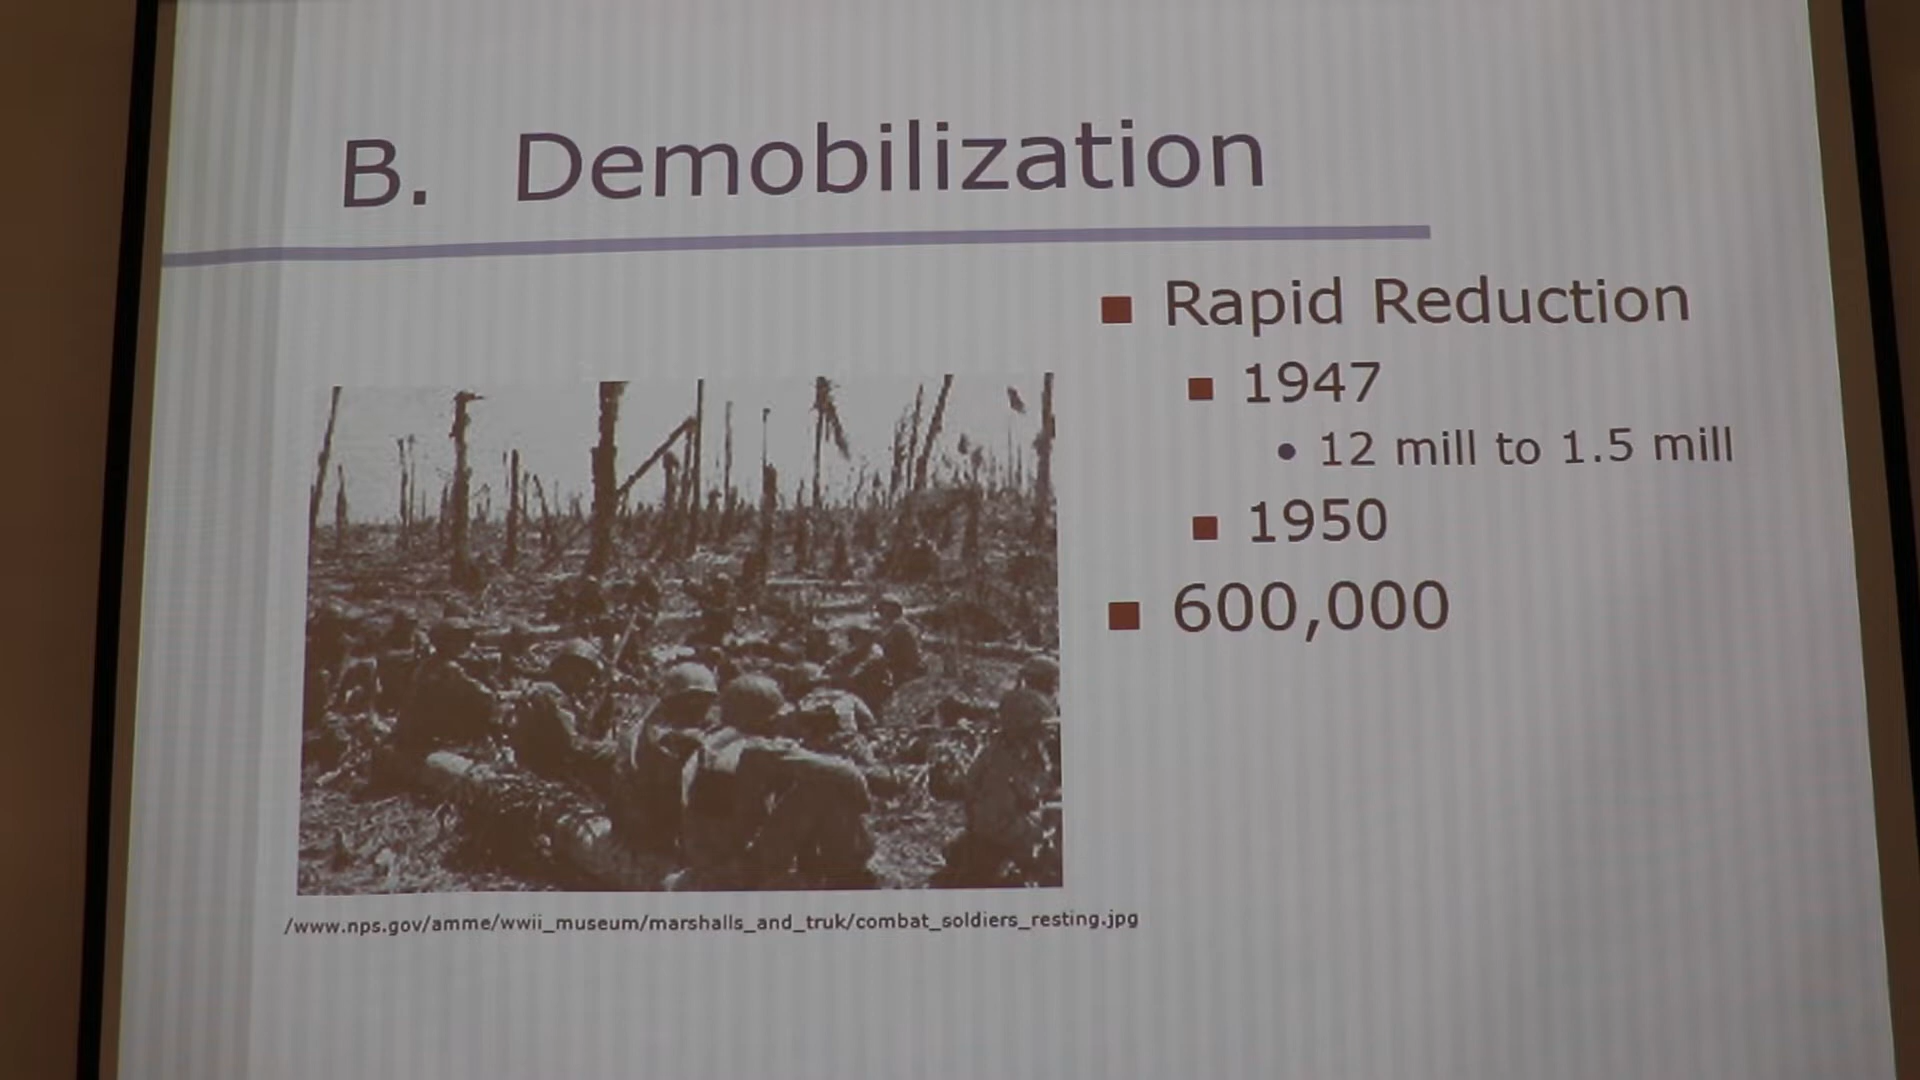 B. Demobilization
Rapid Reduction
1947
12 mill to 1.5 mill
1950
600,000
/www.nps.gov/amme/wwii_museum/marshalls_and_truk/combat_soldiers_resting.jpg